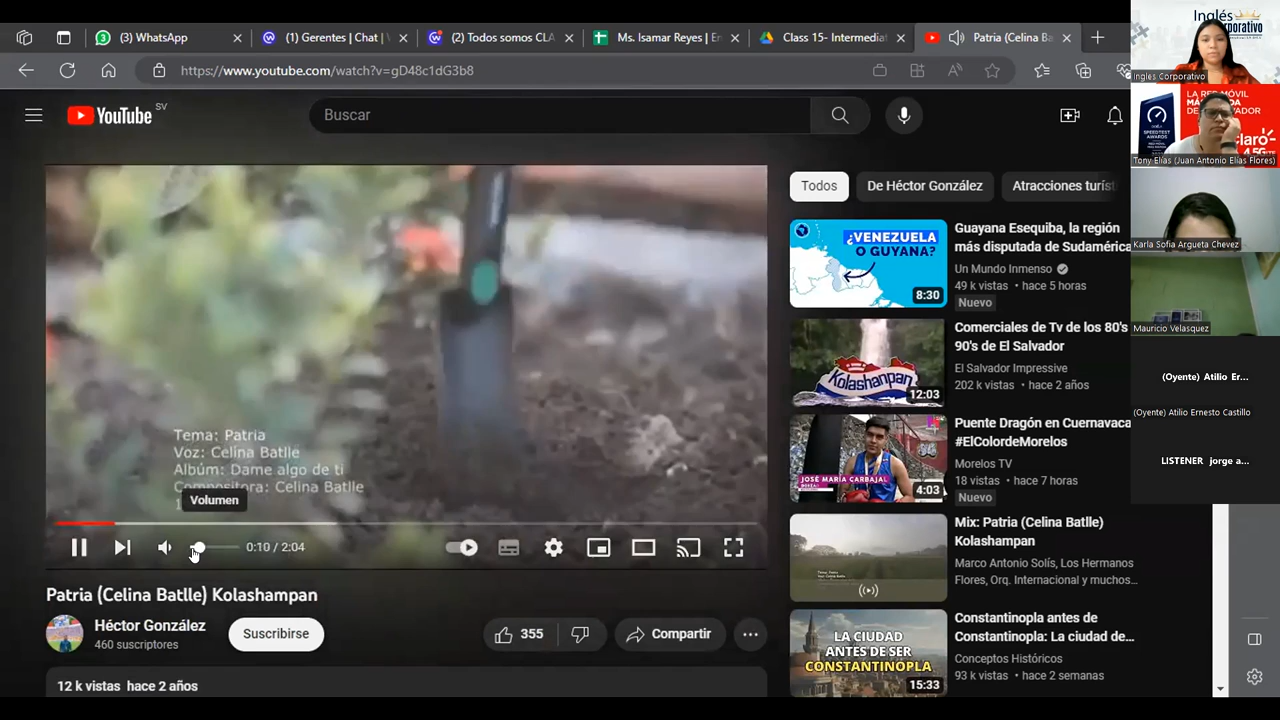 (3) WhatsApp
(1) Gerentes | Chat |
(2) Todos sos
Ms. Isamar Reyes | E
Class 15- Intermedia
Patria (Celina Ba
https://www.youtube.com/watch?v=gD48c1dG3b8
YouTube SV
Buscar
Todos
De Héctor González
Atracciones turíst
Tema: Patria
Voz: Celina Batlle
Albúm: Dame algo de ti
Compositora: Celina Batlle
Volumen
0:10 / 2:04
Patria (Celina Batlle) Kolashampan
Héctor González
460 suscriptores
Suscribirse
355
Compartir
12 k vistas hace 2 años
¿VENEZUELA
O GUYANA?
8:30
Guayana Esequiba, la región
más disputada de Sudamérica
Un Mundo Inmenso
49 k vistas • hace 5 horas
Nuevo
Kolashanpan
12:03
Comerciales de Tv de los 80's
90's de El Salvador
El Salvador Impressive
202 k vistas • hace 2 años
JOSÉ MARÍA CARBAJAL
4:03
Puente Dragón en Cuernavaca
#ElColordeMorelos
Morelos TV
18 vistas • hace 7 horas
Nuevo
Mix: Patria (Celina Batlle)
Kolashampan
Marco Antonio Solís, Los Hermanos
Flores, Orq. Internacional y muchos...
LA CIUDAD
ANTES DE SER
CONSTANTINOPLA
15:33
Constantinopla antes de
Constantinopla: La ciudad de...
Conceptos Históricos
93 k vistas • hace 2 semanas
Inglés
Corporativo
Ingles Corporativo
LA RED MÓVIL
SPEEDTEST
AWARDS
Claro
Tony Elías (Juan Antonio Elías Flores)
Karla Sofia Argueta Chevez
Mauricio Velasquez
(Oyente) Atilio Er...
(Oyente) Atilio Ernesto Castillo
LISTENER jorge a...